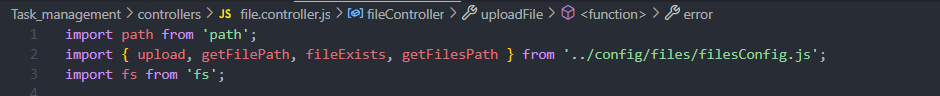 Task_management > controllers > JS file.controller.js > fileController > uploadFile > <function> > error
1 import path from 'path';
2 import { upload, getFilePath, fileExists, getFilesPath } from '../config/files/filesConfig.js';
3 import fs from 'fs';
4